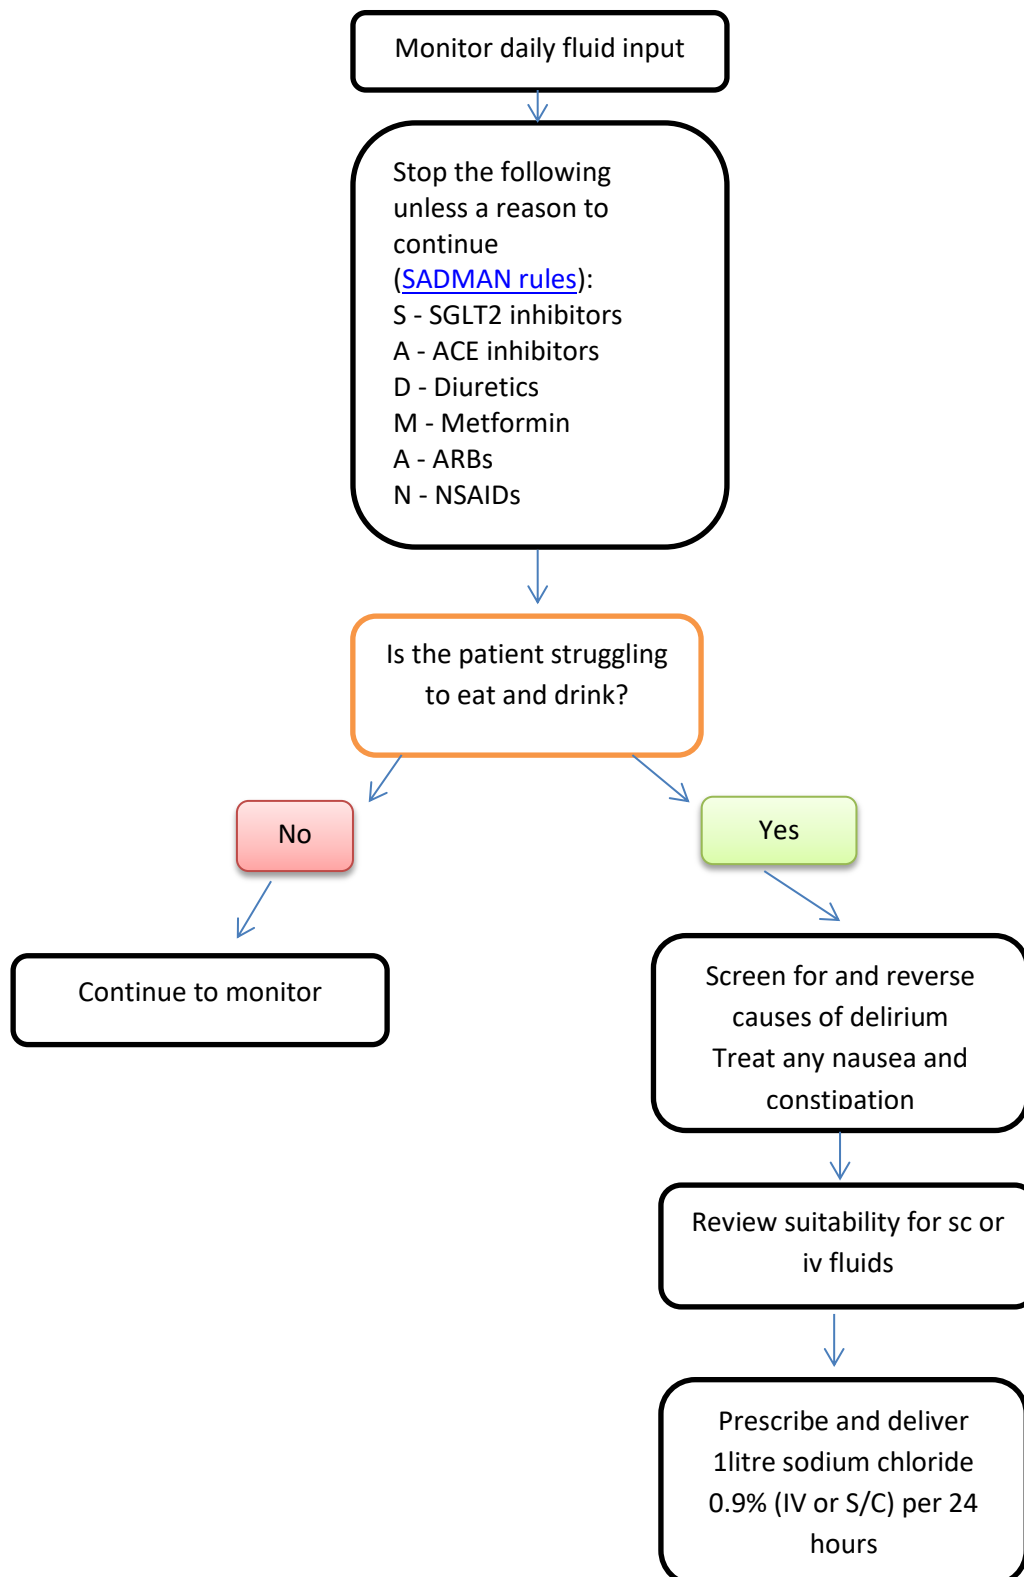 Monitor daily fluid input
Stop the following
unless a reason to
continue
(SADMAN rules):
S - SGLT2 inhibitors
A - ACE inhibitors
D - Diuretics
M - Metformin
A - ARBs
N - NSAIDs
Is the patient struggling
to eat and drink?
No
Yes
Continue to monitor
Screen for and reverse
causes of delirium
Treat any nausea and
constipation
Review suitability for sc or
iv fluids
Prescribe and deliver
1litre sodium chloride
0.9% (IV or S/C) per 24
hours